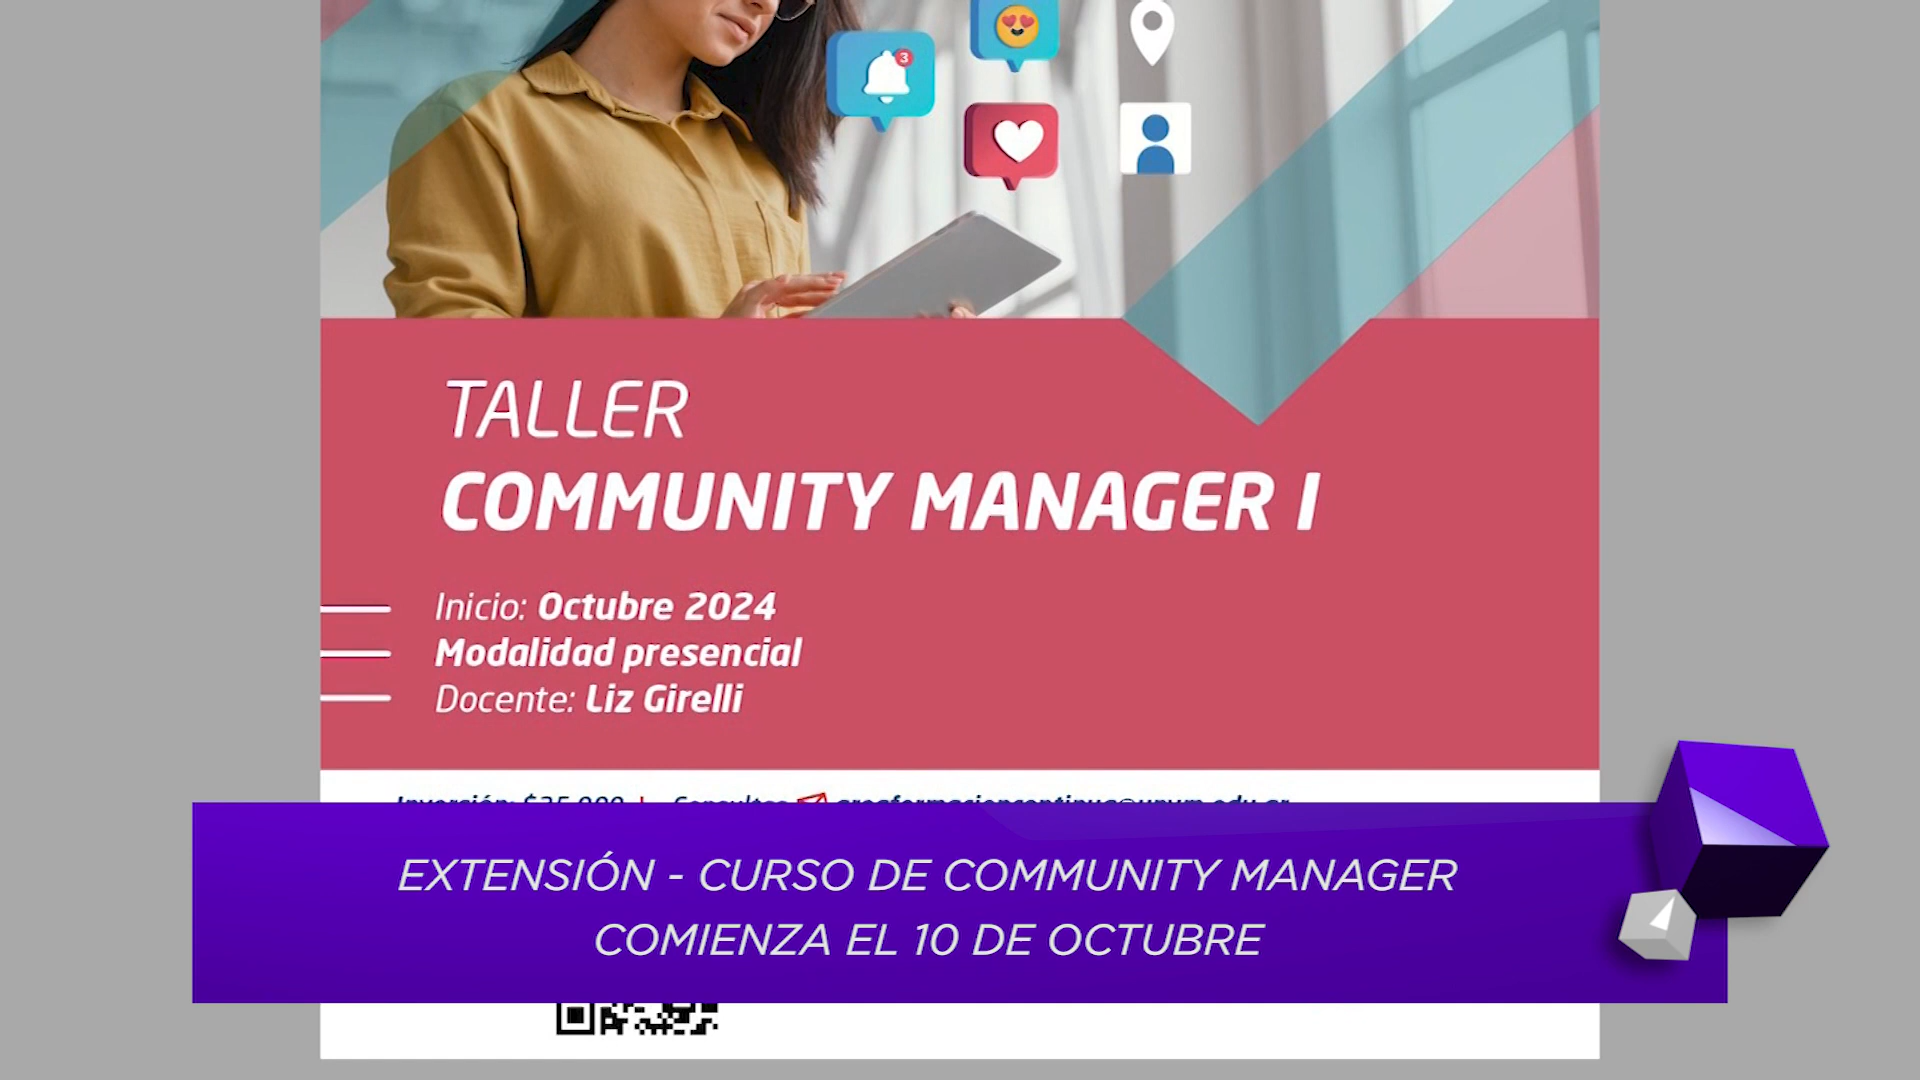 3
TALLER
COMMUNITY MANAGER I
Inicio: Octubre 2024
Modalidad presencial
Docente: Liz Girelli
EXTENSIÓN - CURSO DE COMMUNITY MANAGER
COMIENZA EL 10 DE OCTUBRE